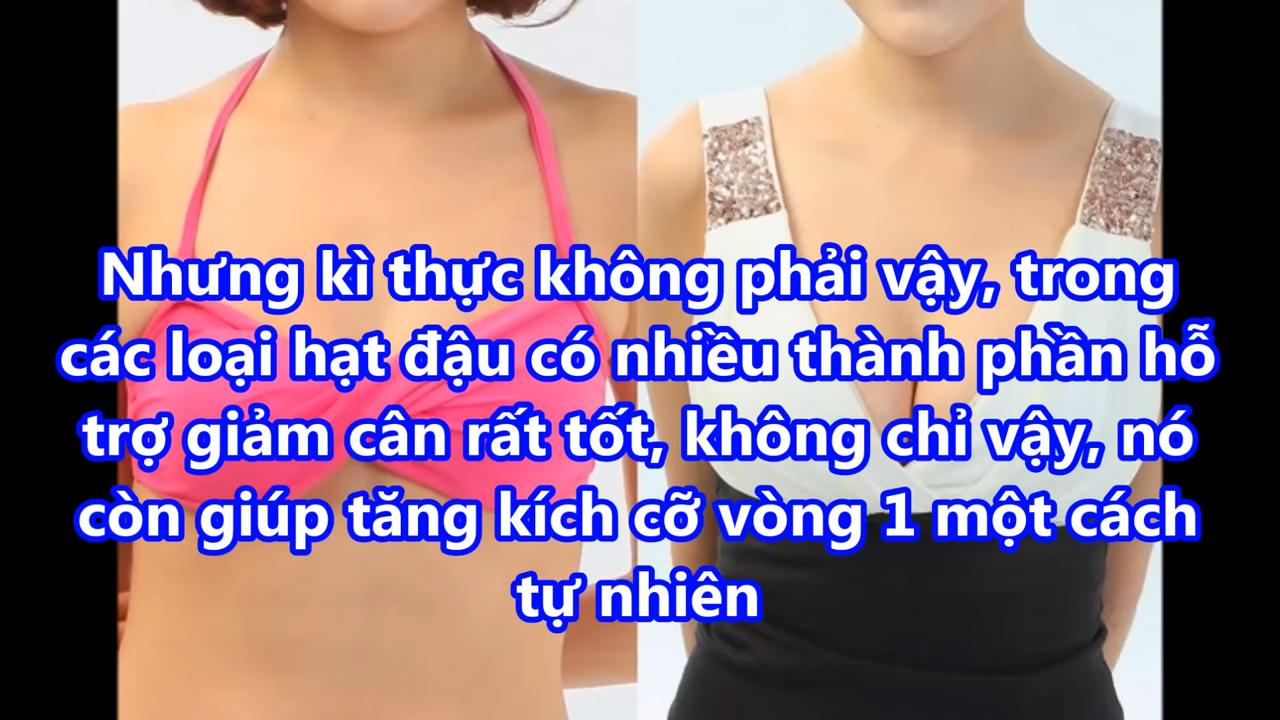 Nhưng kì thực không phải vậy, trong
các loại hạt đậu có nhiều thành phần hỗ
trợ giảm cân rất tốt, không chỉ vậy, nó
còn giúp tăng kích cỡ vòng 1 một cách
tự nhiên